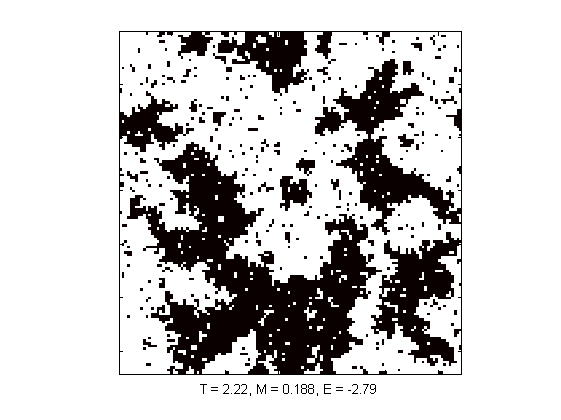 T = 2.22, M = 0.188, E = -2.79